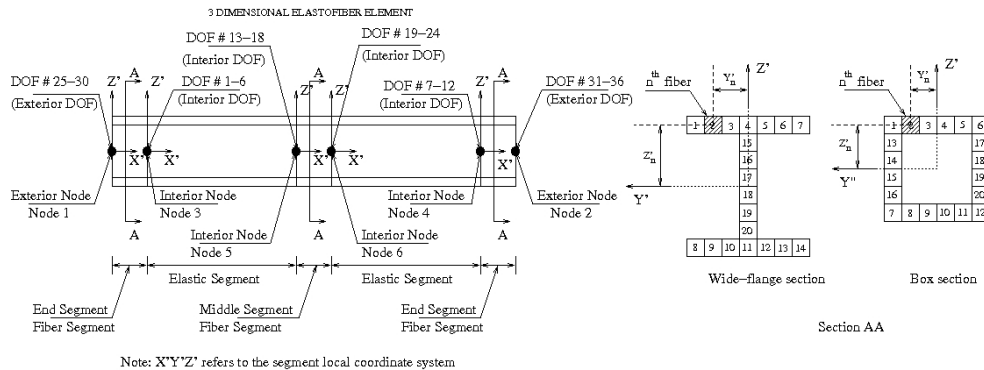 3 DIMENSIONAL ELASTOFIBER ELEMENT
DOF # 13–18
(Interior DOF)
DOF # 19–24
(Interior DOF)
DOF # 25–30
(Exterior DOF)
DOF # 1–6
(Interior DOF)
DOF # 7–12
(Interior DOF)
DOF # 31–36
(Exterior DOF)
Z' A Z'
Z' A Z'
Z' A
X' X'
X' X'
X' X'
Exterior Node
Node 1
Interior Node
Node 3
Interior Node
Node 5
Interior Node
Node 6
Interior Node
Node 4
Exterior Node
Node 2
A
A
A
Elastic Segment
Elastic Segment
End Segment
Fiber Segment
Middle Segment
Fiber Segment
End Segment
Fiber Segment
Note: X'Y'Z' refers to the segment local coordinate system
nth fiber
Y'n
Z'
1 3 4 5 6 7
15
16
17
18
19
20
8 9 10 11 12 13 14
Z'n
Y'
Wide–flange section
nth fiber
Y'n
Z'
1 3 4 5 6
13 17
14
15
16 20
7 8 9 10 11 12
Z'n
Y''
Box section
Section AA